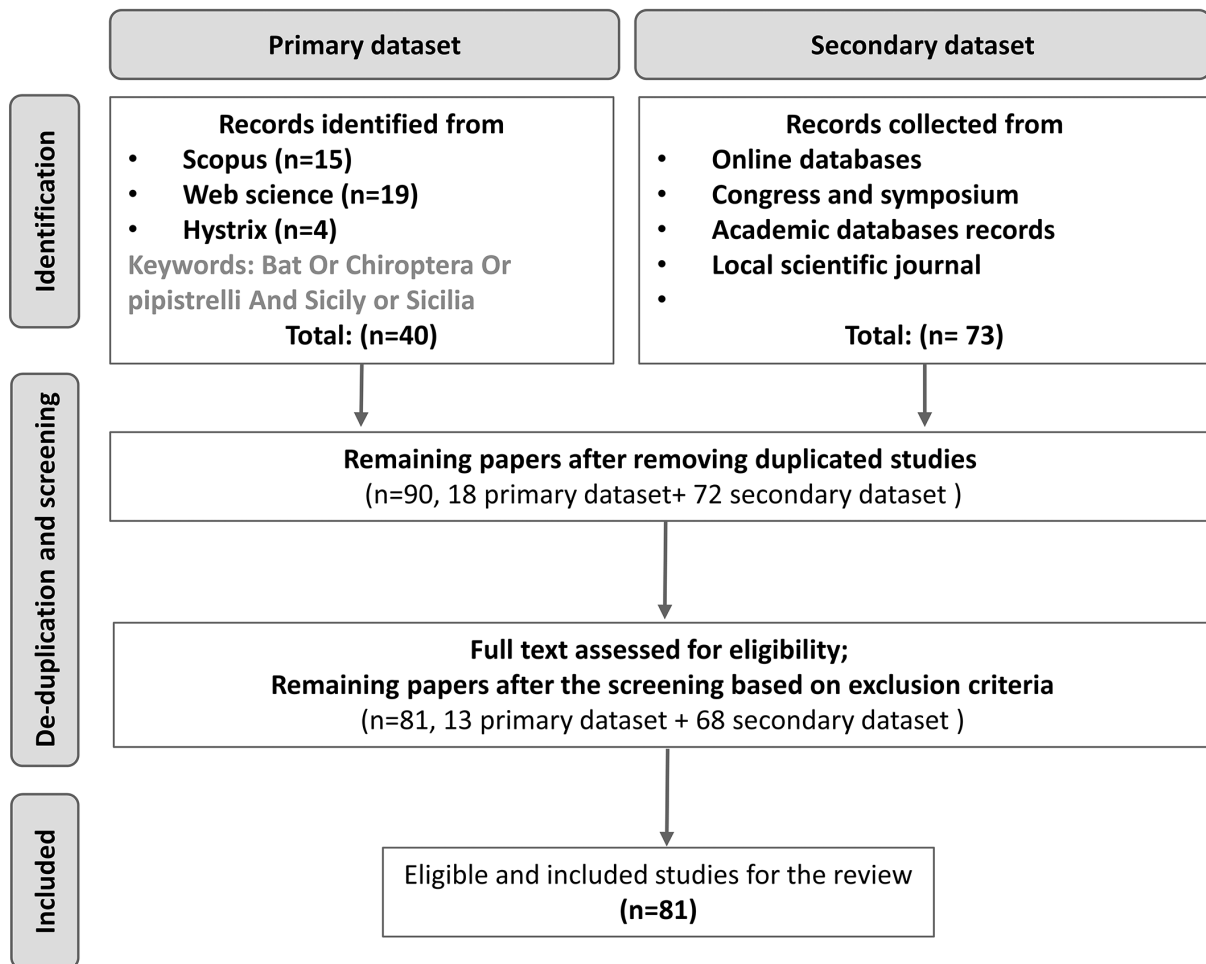 Primary dataset
Secondary dataset
Identification
Records identified from
• Scopus (n=15)
• Web science (n=19)
• Hystrix (n=4)
Keywords: Bat Or Chiroptera Or
pipistrelli And Sicily or Sicilia
Total: (n=40)
Records collected from
• Online databases
• Congress and symposium
• Academic databases records
• Local scientific journal
•
Total: (n= 73)
De-duplication and screening
Remaining papers after removing duplicated studies
(n=90, 18 primary dataset+ 72 secondary dataset )
Full text assessed for eligibility;
Remaining papers after the screening based on exclusion criteria
(n=81, 13 primary dataset + 68 secondary dataset )
Included
Eligible and included studies for the review
(n=81)